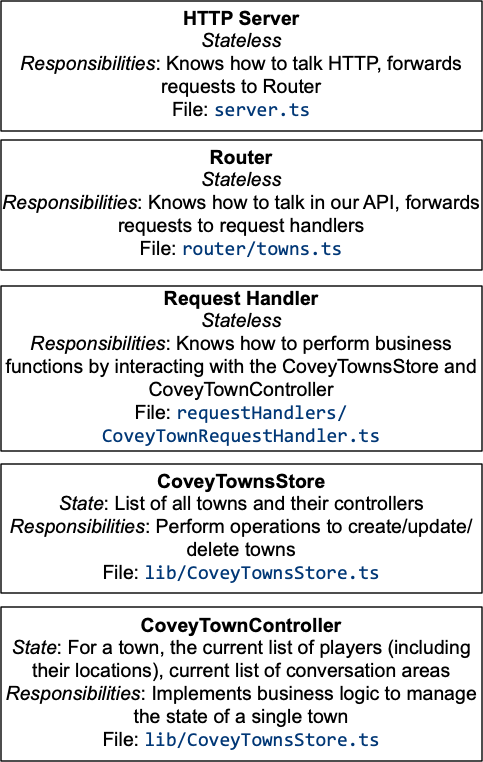 HTTP Server
Stateless
Responsibilities: Knows how to talk HTTP, forwards
requests to Router
File: server.ts
Router
Stateless
Responsibilities: Knows how to talk in our API, forwards
requests to request handlers
File: router/towns.ts
Request Handler
Stateless
Responsibilities: Knows how to perform business
functions by interacting with the CoveyTownsStore and
CoveyTownController
File: requestHandlers/
CoveyTownRequestHandler.ts
CoveyTownsStore
State: List of all towns and their controllers
Responsibilities: Perform operations to create/update/
delete towns
File: lib/CoveyTownsStore.ts
CoveyTownController
State: For a town, the current list of players (including
their locations), current list of conversation areas
Responsibilities: Implements business logic to manage
the state of a single town
File: lib/CoveyTownsStore.ts